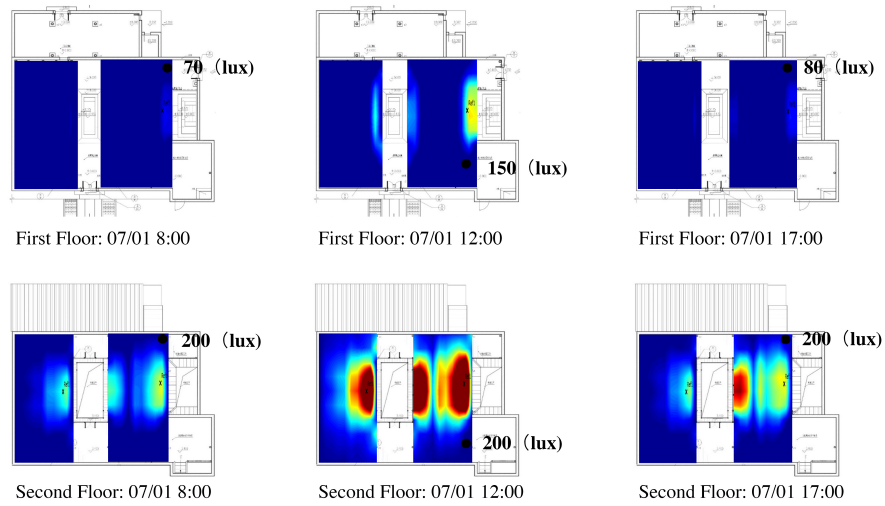 70（lux)
150（lux)
80（lux)
First Floor: 07/01 8:00
First Floor: 07/01 12:00
First Floor: 07/01 17:00
200（lux)
200（lux)
200（lux)
Second Floor: 07/01 8:00
Second Floor: 07/01 12:00
Second Floor: 07/01 17:00